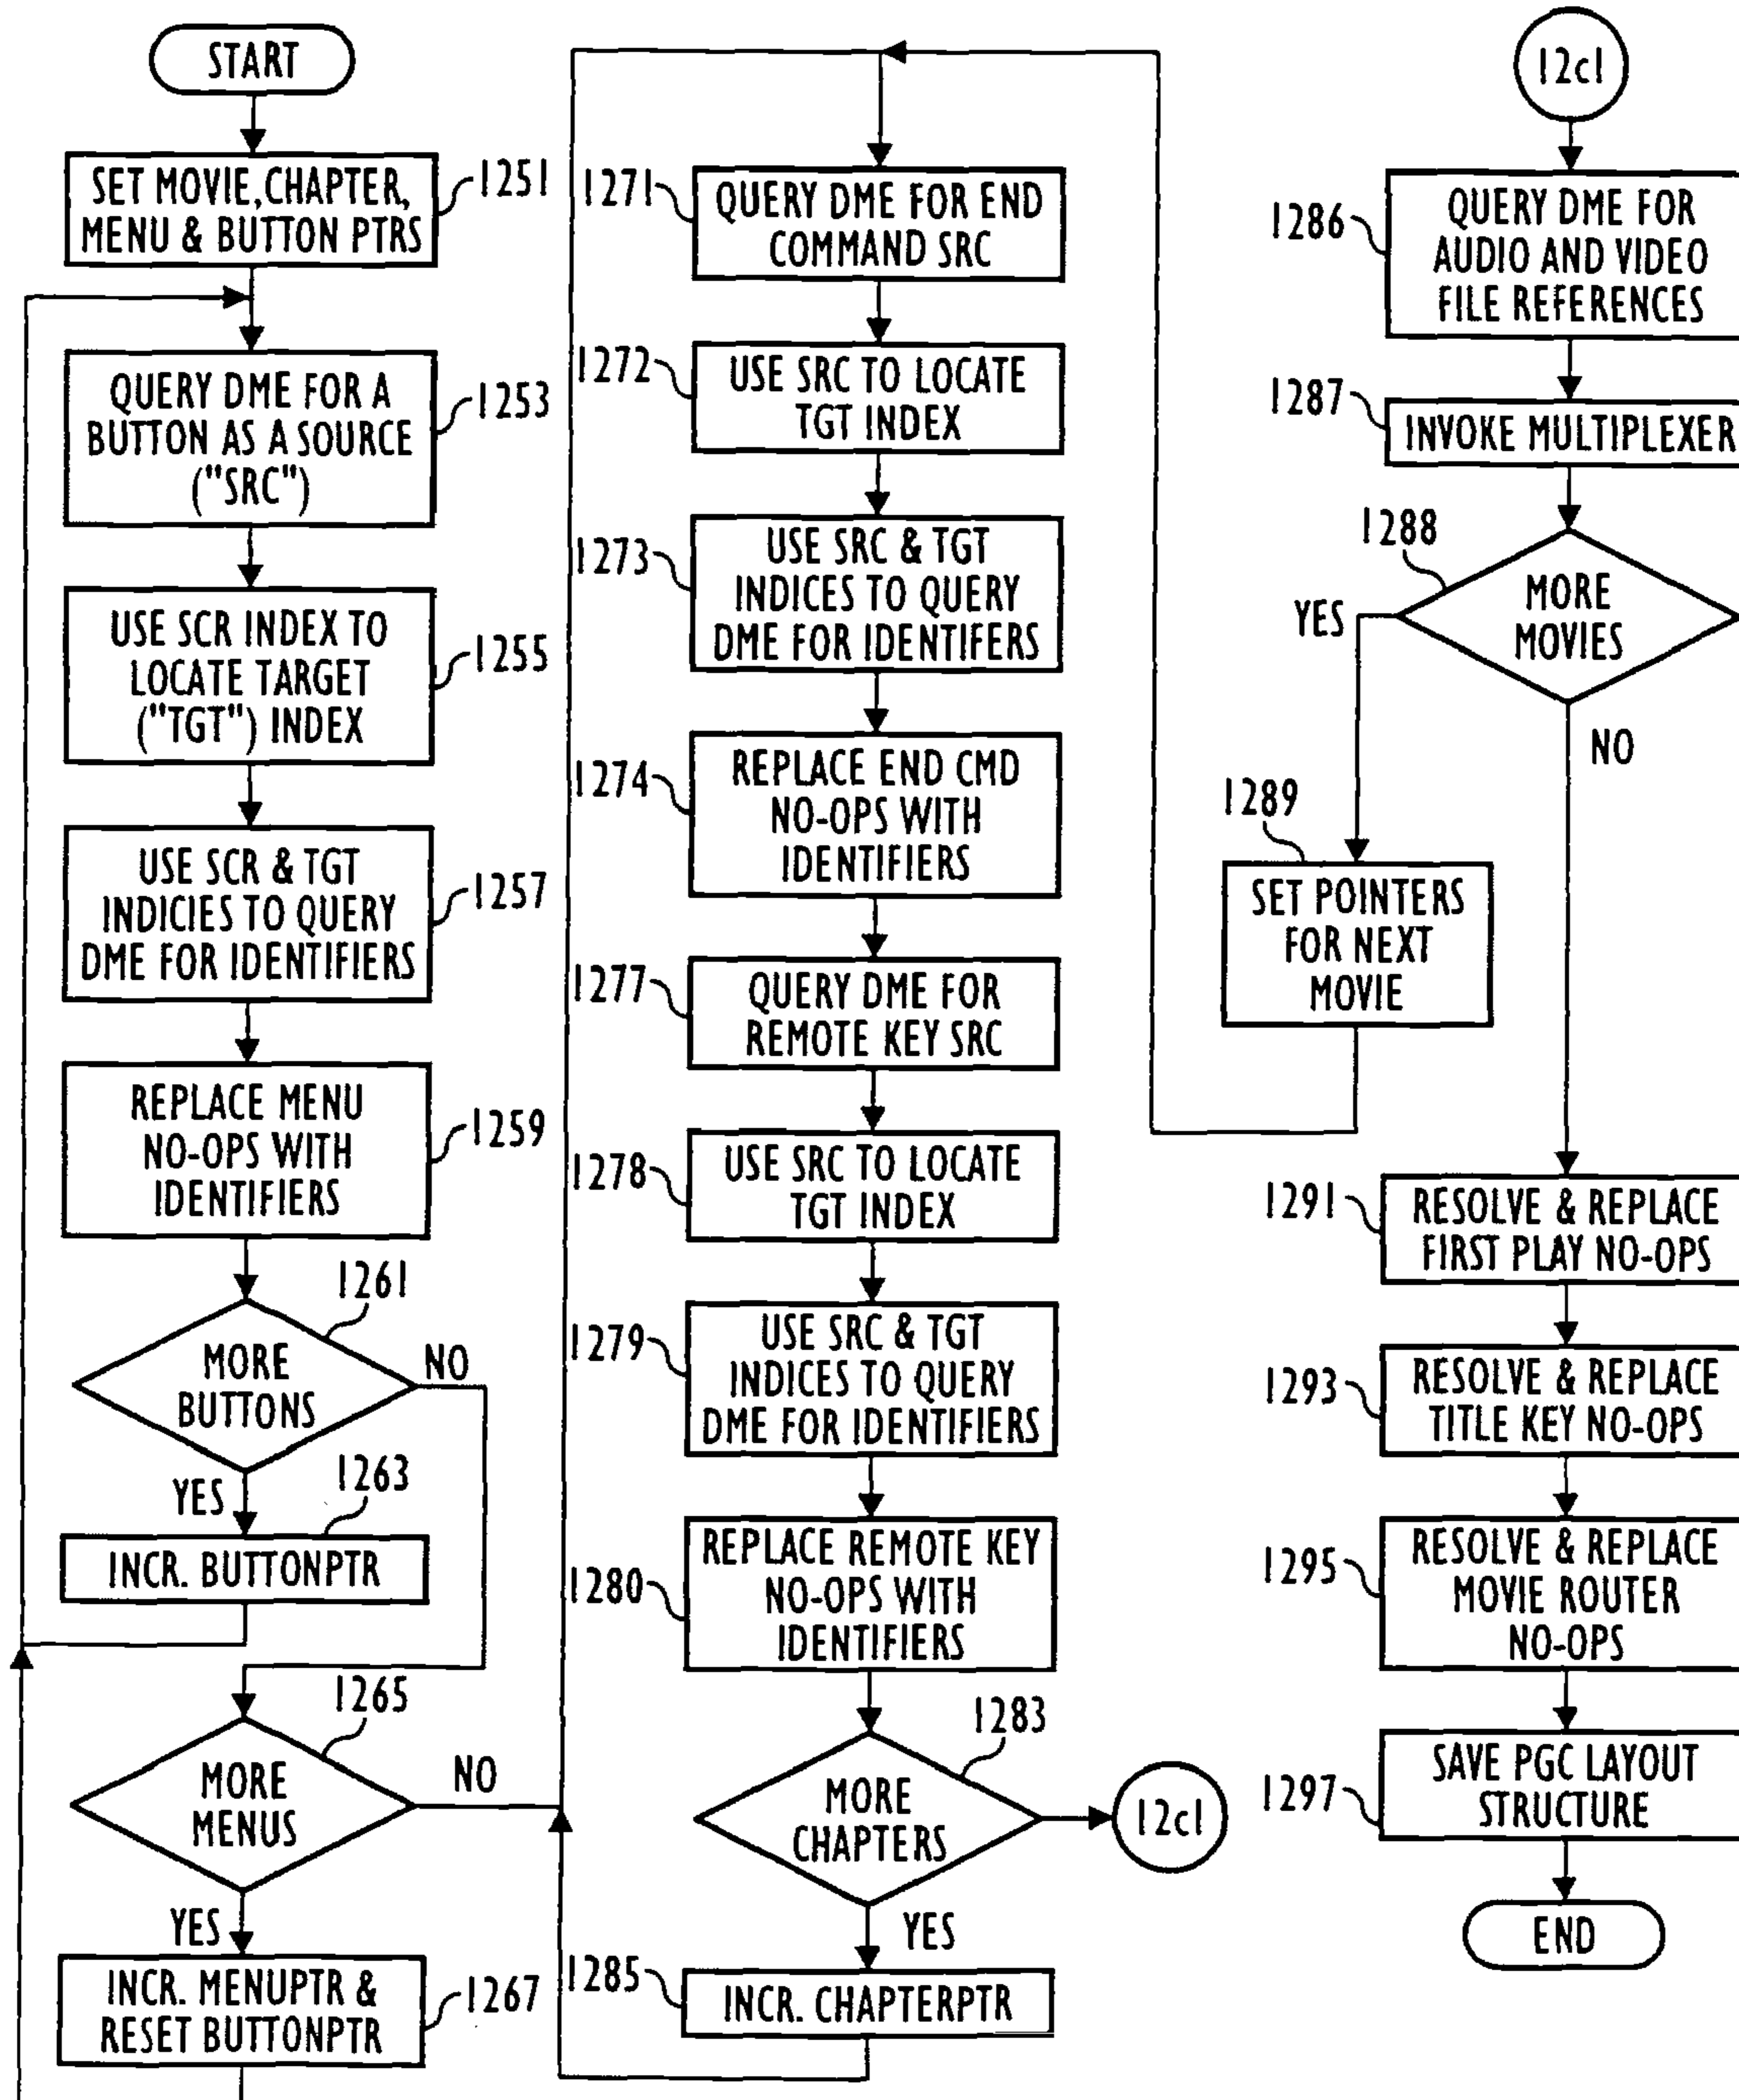 START
SET MOVIE, CHAPTER,
MENU & BUTTON PTRS
1251
QUERY DME FOR A
BUTTON AS A SOURCE
("SRC")
1253
USE SCR INDEX TO
LOCATE TARGET
("TGT") INDEX
1255
USE SCR & TGT
INDICIES TO QUERY
DME FOR IDENTIFIERS
1257
REPLACE MENU
NO-OPS WITH
IDENTIFIERS
1259
1261
MORE
BUTTONS
NO
YES
1263
INCR. BUTTONPTR
1265
MORE
MENUS
NO
YES
INCR. MENUPTR &
RESET BUTTONPTR
1267
1271
QUERY DME FOR END
COMMAND SRC
1272
USE SRC TO LOCATE
TGT INDEX
1273
USE SRC & TGT
INDICES TO QUERY
DME FOR IDENTIFERS
1274
REPLACE END CMD
NO-OPS WITH
IDENTIFIERS
1277
QUERY DME FOR
REMOTE KEY SRC
1278
USE SRC TO LOCATE
TGT INDEX
1279
USE SRC & TGT
INDICES TO QUERY
DME FOR IDENTIFIERS
1280
REPLACE REMOTE KEY
NO-OPS WITH
IDENTIFIERS
1283
MORE
CHAPTERS
12c1
YES
1285
INCR. CHAPTERPTR
12c1
1286
QUERY DME FOR
AUDIO AND VIDEO
FILE REFERENCES
1287
INVOKE MULTIPLEXER
1288
MORE
MOVIES
YES
NO
1289
SET POINTERS
FOR NEXT
MOVIE
1291
RESOLVE & REPLACE
FIRST PLAY NO-OPS
1293
RESOLVE & REPLACE
TITLE KEY NO-OPS
1295
RESOLVE & REPLACE
MOVIE ROUTER
NO-OPS
1297
SAVE PGC LAYOUT
STRUCTURE
END